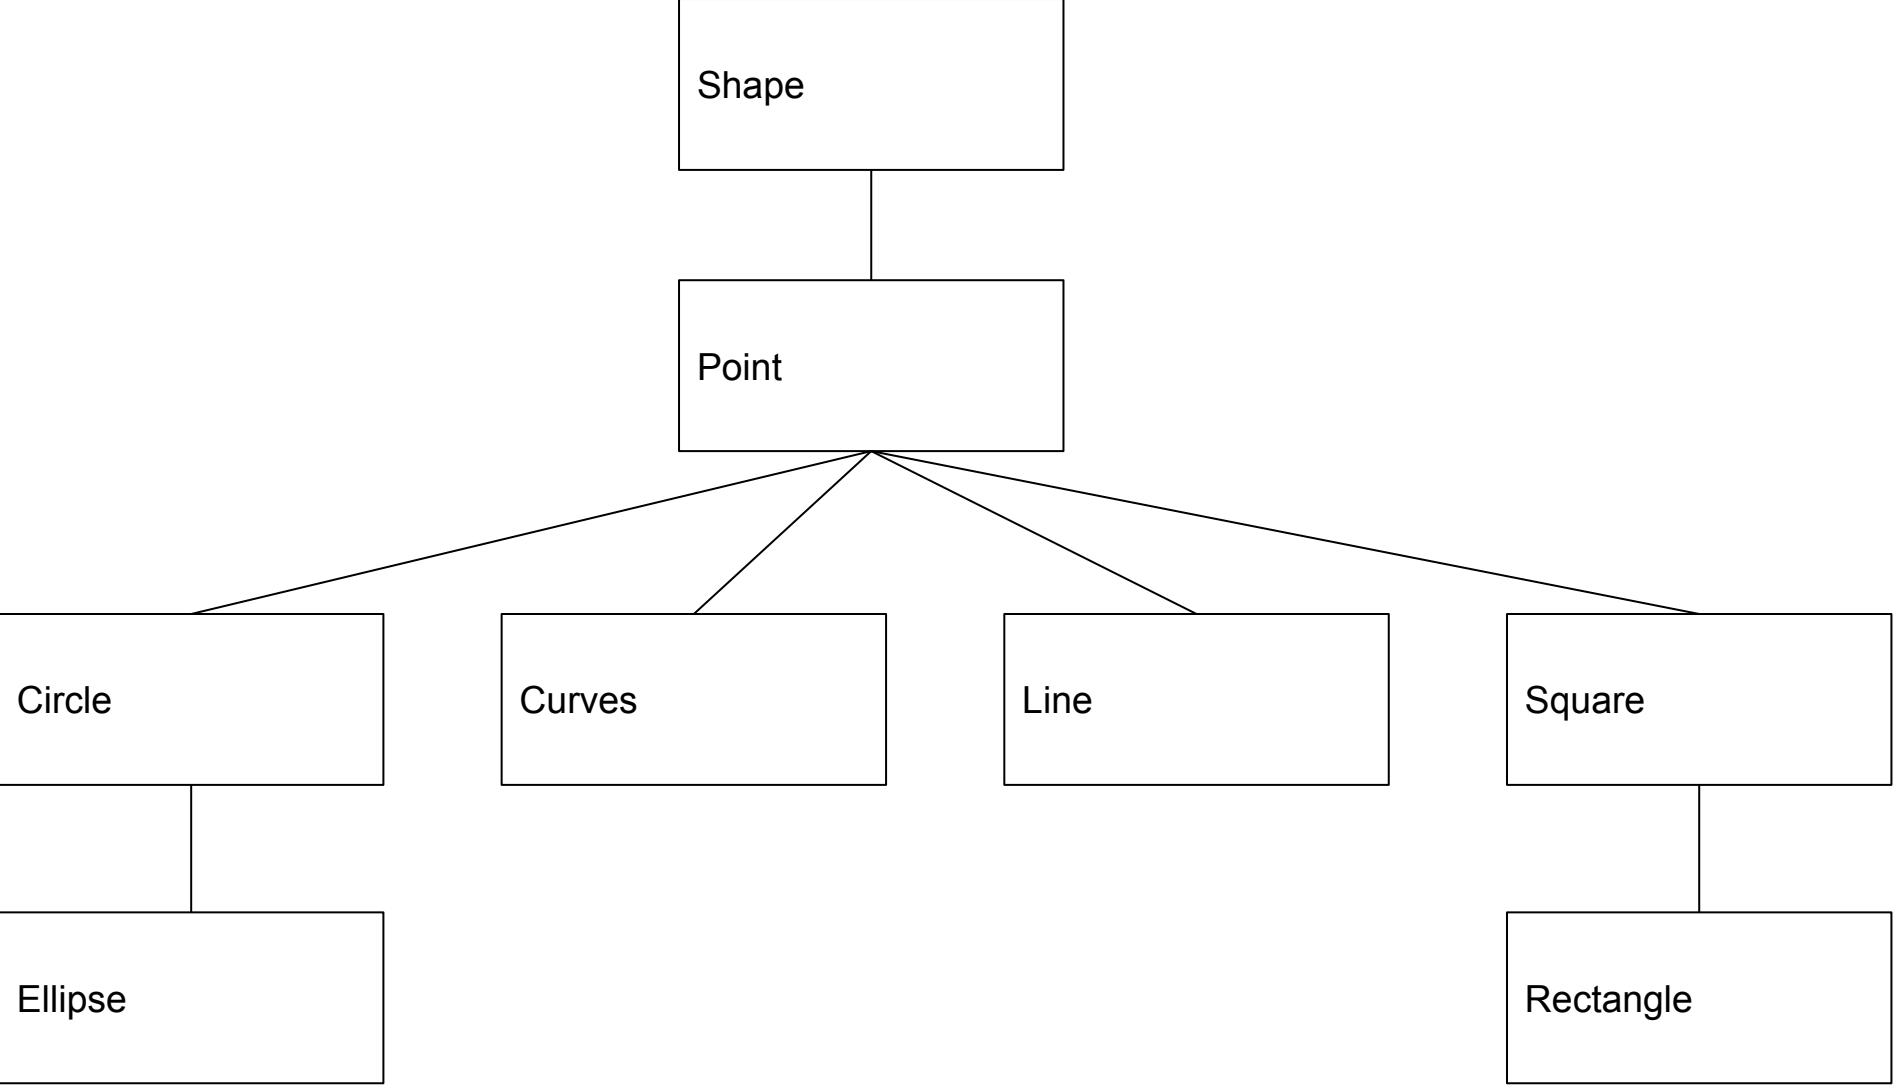 Shape
Point
Circle
Curves
Line
Square
Ellipse
Rectangle